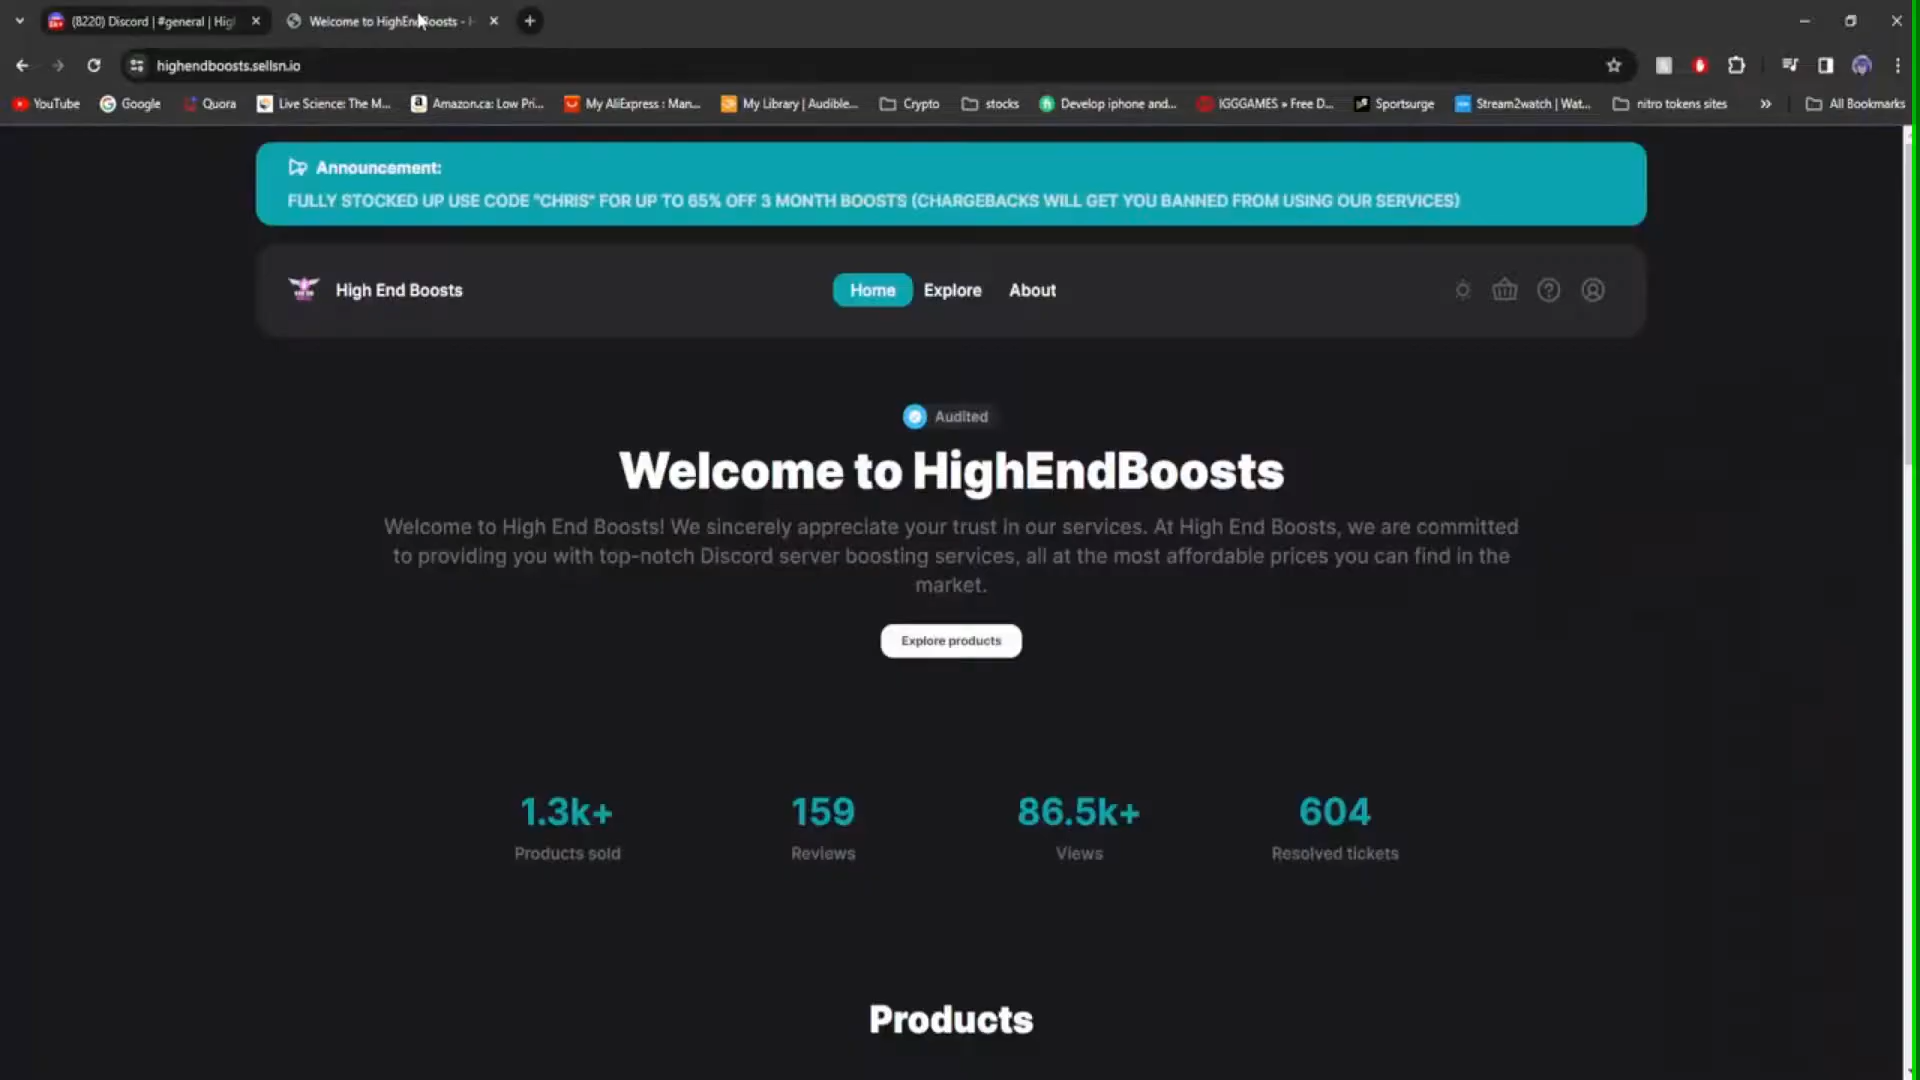 (8220) Discord | #general | Hig
Welcome to HighEndBoosts -
highendboosts.sellsn.io
YouTube
Google
Quora
Live Science: The M...
Amazon.ca: Low Pri...
My AliExpress : Man...
My Library | Audible...
Crypto
stocks
Develop iphone and...
IGGGAMES » Free D...
Sportsurge
Stream2watch | Wat...
nitro tokens sites
»
All Bookmarks
Announcement:
FULLY STOCKED UP USE CODE "CHRIS" FOR UP TO 65% OFF 3 MONTH BOOSTS (CHARGEBACKS WILL GET YOU BANNED FROM USING OUR SERVICES)
High End Boosts
Home
Explore
About
Audited
Welcome to HighEndBoosts
Welcome to High End Boosts! We sincerely appreciate your trust in our services. At High End Boosts, we are committed
to providing you with top-notch Discord server boosting services, all at the most affordable prices you can find in the
market.
Explore products
1.3k+
159
86.5k+
604
Products sold
Reviews
Views
Resolved tickets
Products